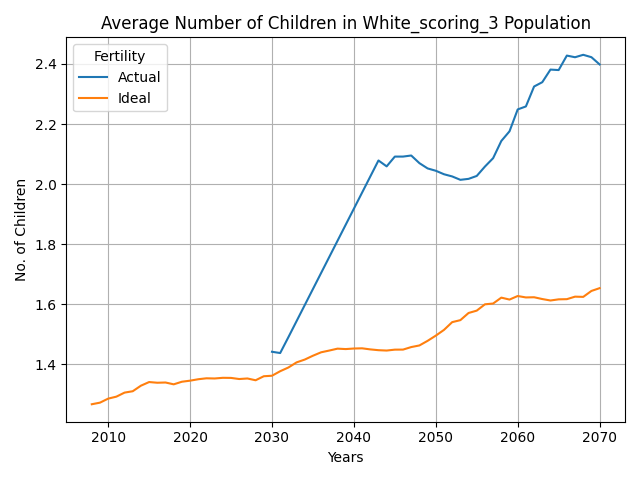 Average Number of Children in White_scoring_3 Population
Fertility
Actual
Ideal
No. of Children
2.4
2.2
2.0
1.8
1.6
1.4
2010 2020 2030 2040 2050 2060 2070
Years